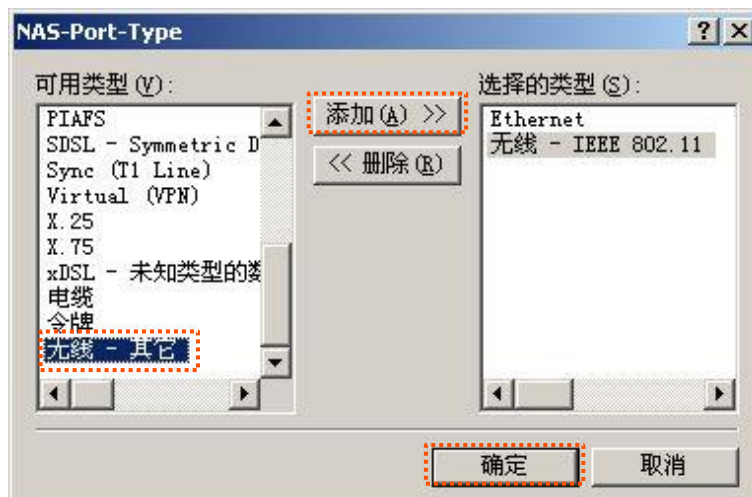 NAS-Port-Type
可用类型(V):
PIAFS
SDSL - Symmetric D
Sync (T1 Line)
Virtual (VPN)
X.25
X.75
xDSL - 未知类型的数
电缆
令牌
无线 - 其它
添加(A) >>
<< 删除(R)
选择的类型(S):
Ethernet
无线 - IEEE 802.11
确定
取消